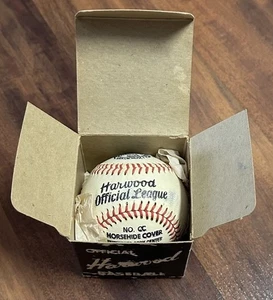 Harwood
Official League
NO. CC
HORSEHIDE COVER
OFFICIAL
Harwood
BASEBALL